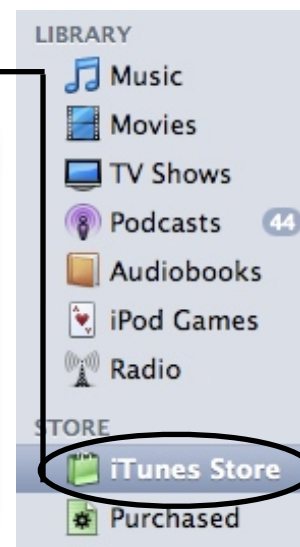 LIBRARY
Music
Movies
TV Shows
Podcasts 44
Audiobooks
iPod Games
Radio
STORE
iTunes Store
Purchased